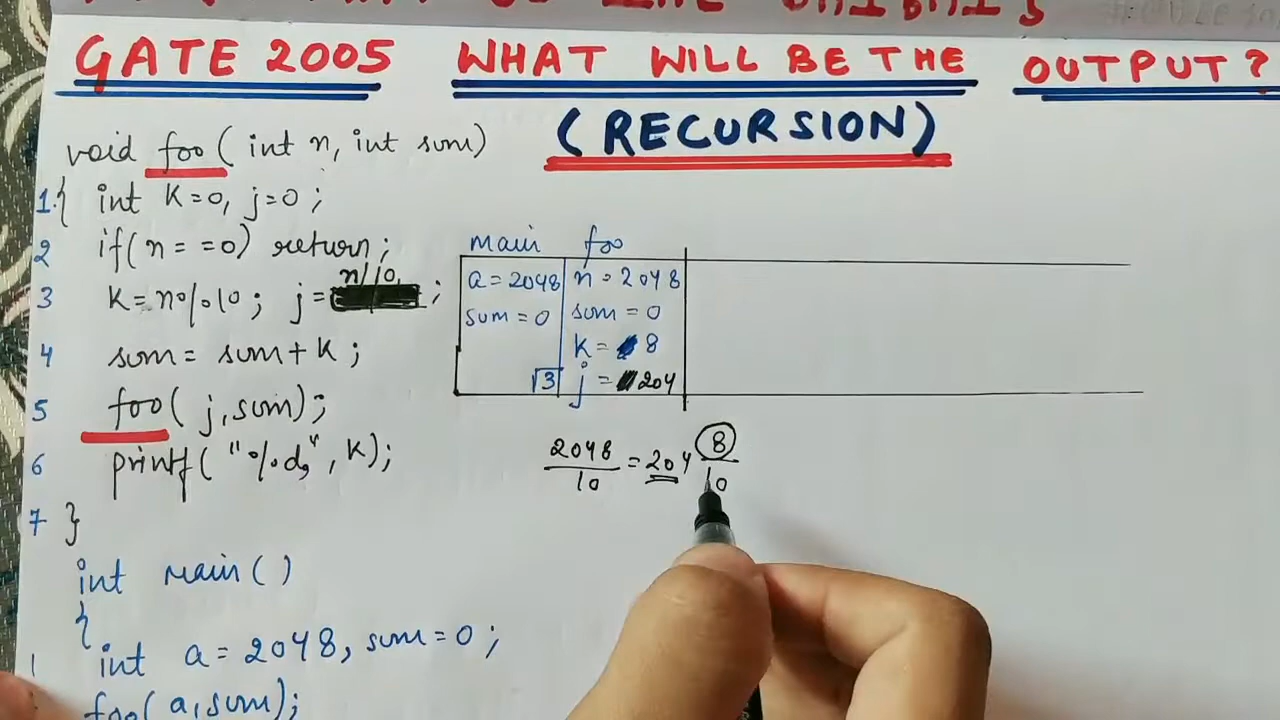 GATE 2005 WHAT WILL BE THE OUTPUT?
(RECURSION)
void foo( int n, int sum)
1. { int K=0, j=0;
2 if(n==0) return;
n/10
3 K=n%10; j= ;
4 sum= sum+k;
5 foo( j, sum);
6 printf( "%d,", k);
7 }
int main()
{
1 int a=2048, sum=0;
foo( a, sum);
main foo
a=2048 n=2048
sum=0 sum=0
k= 8
√3 j = 204
2048/10 = 204 8/10